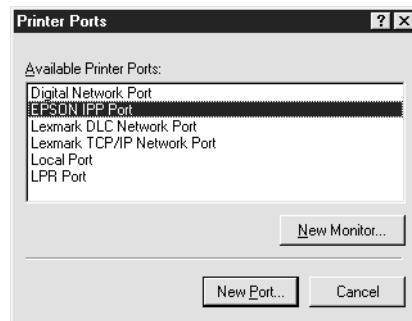 Printer Ports
Available Printer Ports:
Digital Network Port
EPSON IPP Port
Lexmark DLC Network Port
Lexmark TCP/IP Network Port
Local Port
LPR Port
New Monitor...
New Port... Cancel